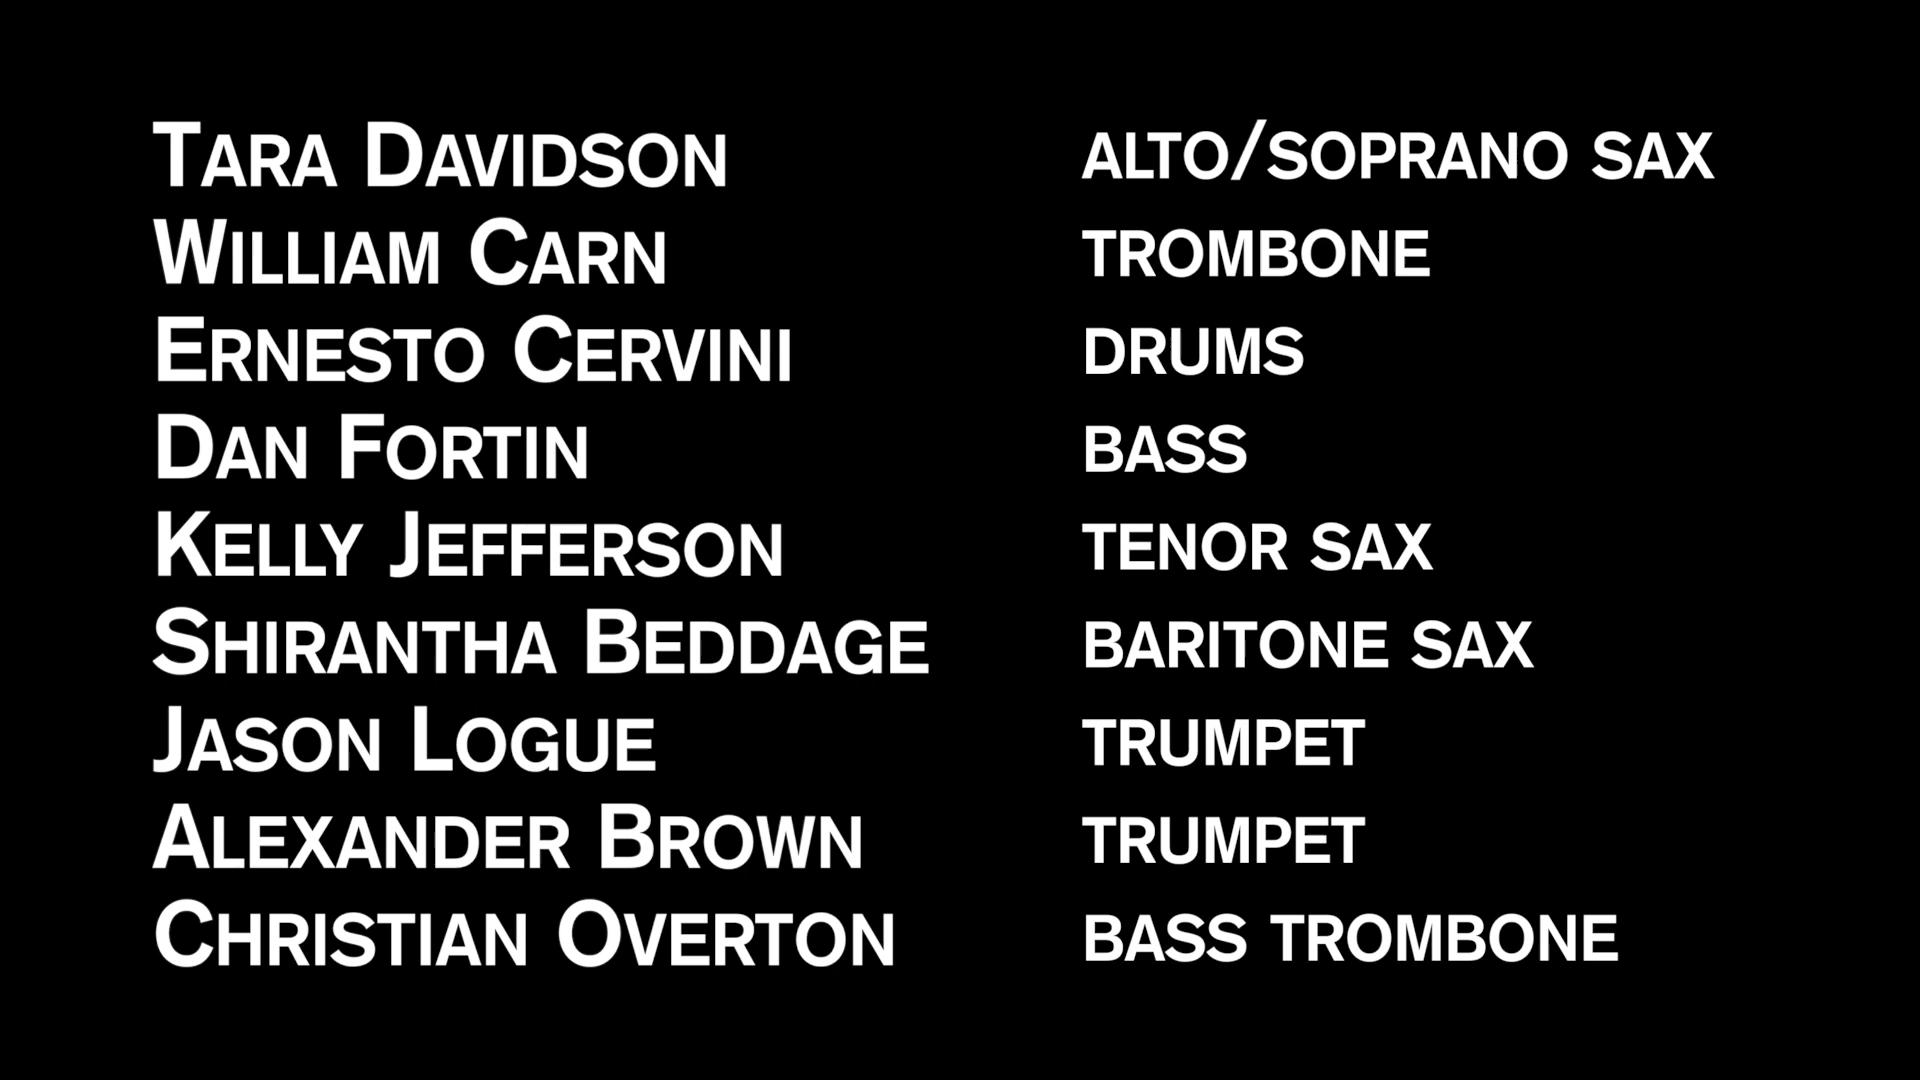 Tara Davidson alto/soprano sax
William Carn trombone
Ernesto Cervini drums
Dan Fortin bass
Kelly Jefferson tenor sax
Shirantha Beddage baritone sax
Jason Logue trumpet
Alexander Brown trumpet
Christian Overton bass trombone